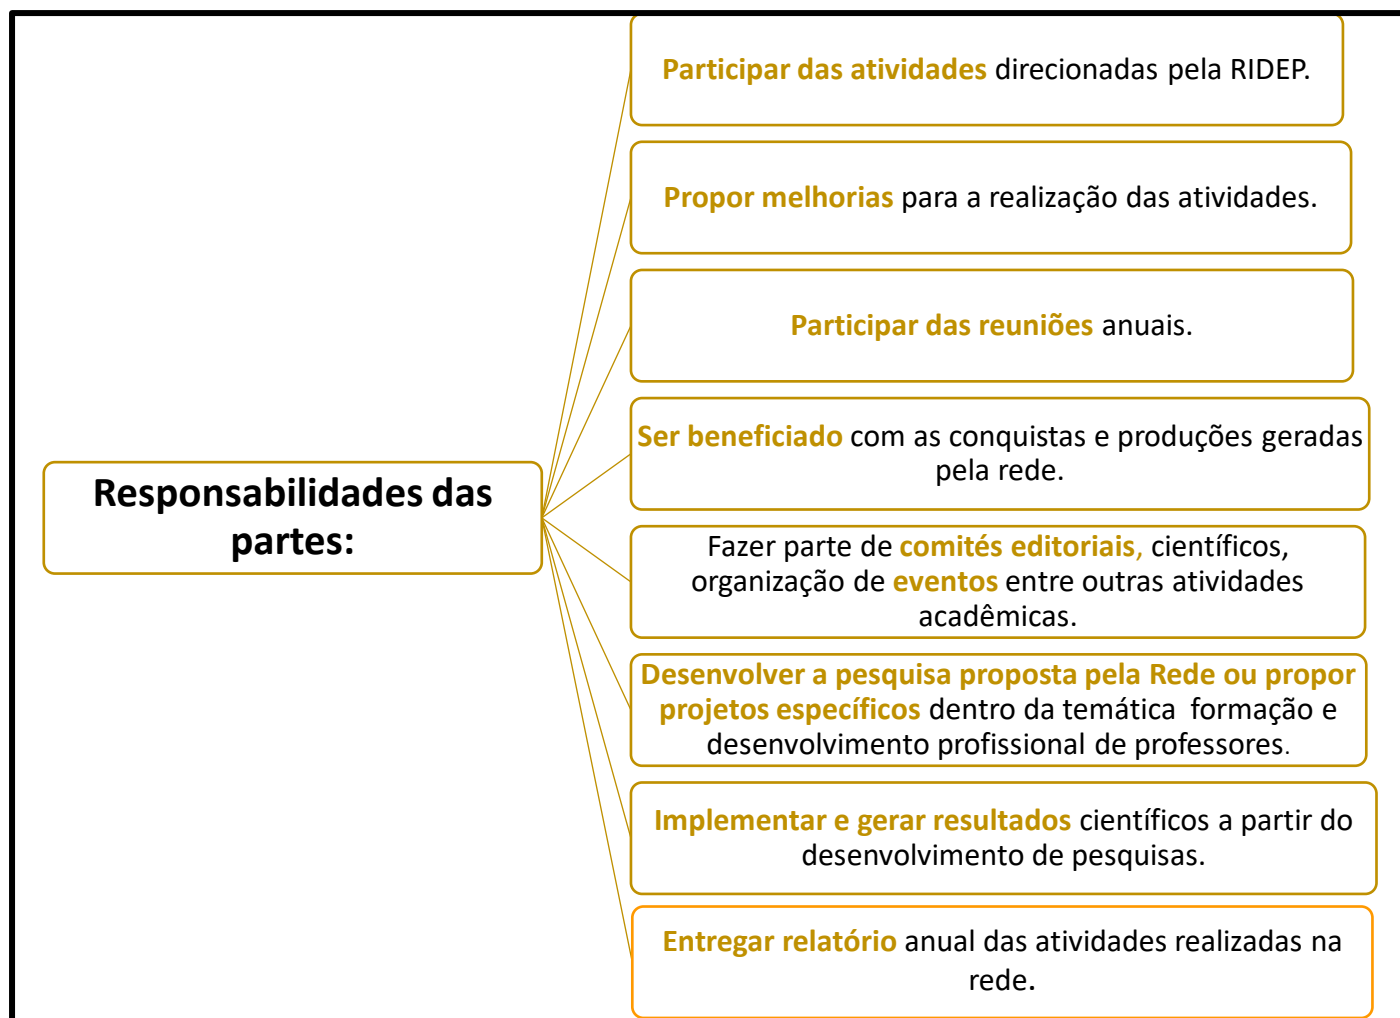 Responsabilidades das
partes:
Participar das atividades direcionadas pela RIDEP.
Propor melhorias para a realização das atividades.
Participar das reuniões anuais.
Ser beneficiado com as conquistas e produções geradas
pela rede.
Fazer parte de comités editoriais, científicos,
organização de eventos entre outras atividades
acadêmicas.
Desenvolver a pesquisa proposta pela Rede ou propor
projetos específicos dentro da temática formação e
desenvolvimento profissional de professores.
Implementar e gerar resultados científicos a partir do
desenvolvimento de pesquisas.
Entregar relatório anual das atividades realizadas na
rede.